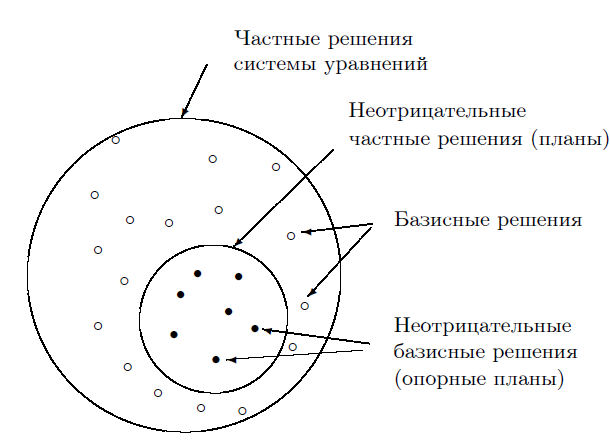 Частные решения
системы уравнений
Неотрицательные
частные решения (планы)
Базисные решения
Неотрицательные
базисные решения
(опорные планы)